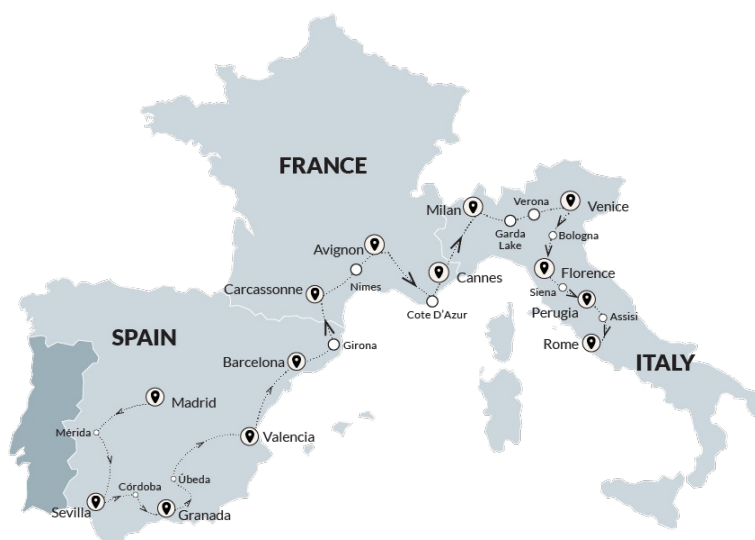 FRANCE
Milan
Verona
Venice
Garda
Lake
Bologna
Avignon
Cannes
Florence
Nimes
Carcassonne
Siena
Perugia
Assisi
Cote D'Azur
SPAIN
Girona
Rome
ITALY
Barcelona
Madrid
Mérida
Valencia
Úbeda
Córdoba
Sevilla
Granada